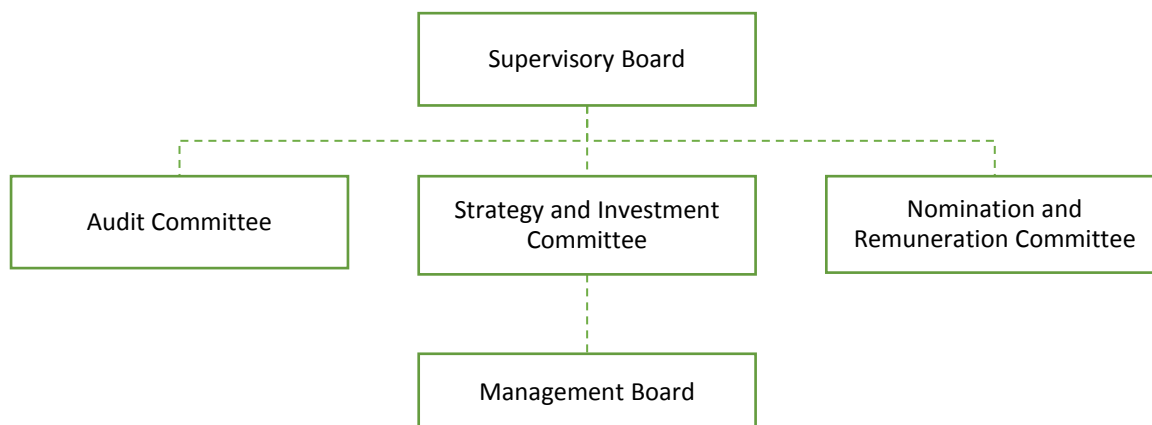 Supervisory Board
Audit Committee
Strategy and Investment
Committee
Nomination and
Remuneration Committee
Management Board